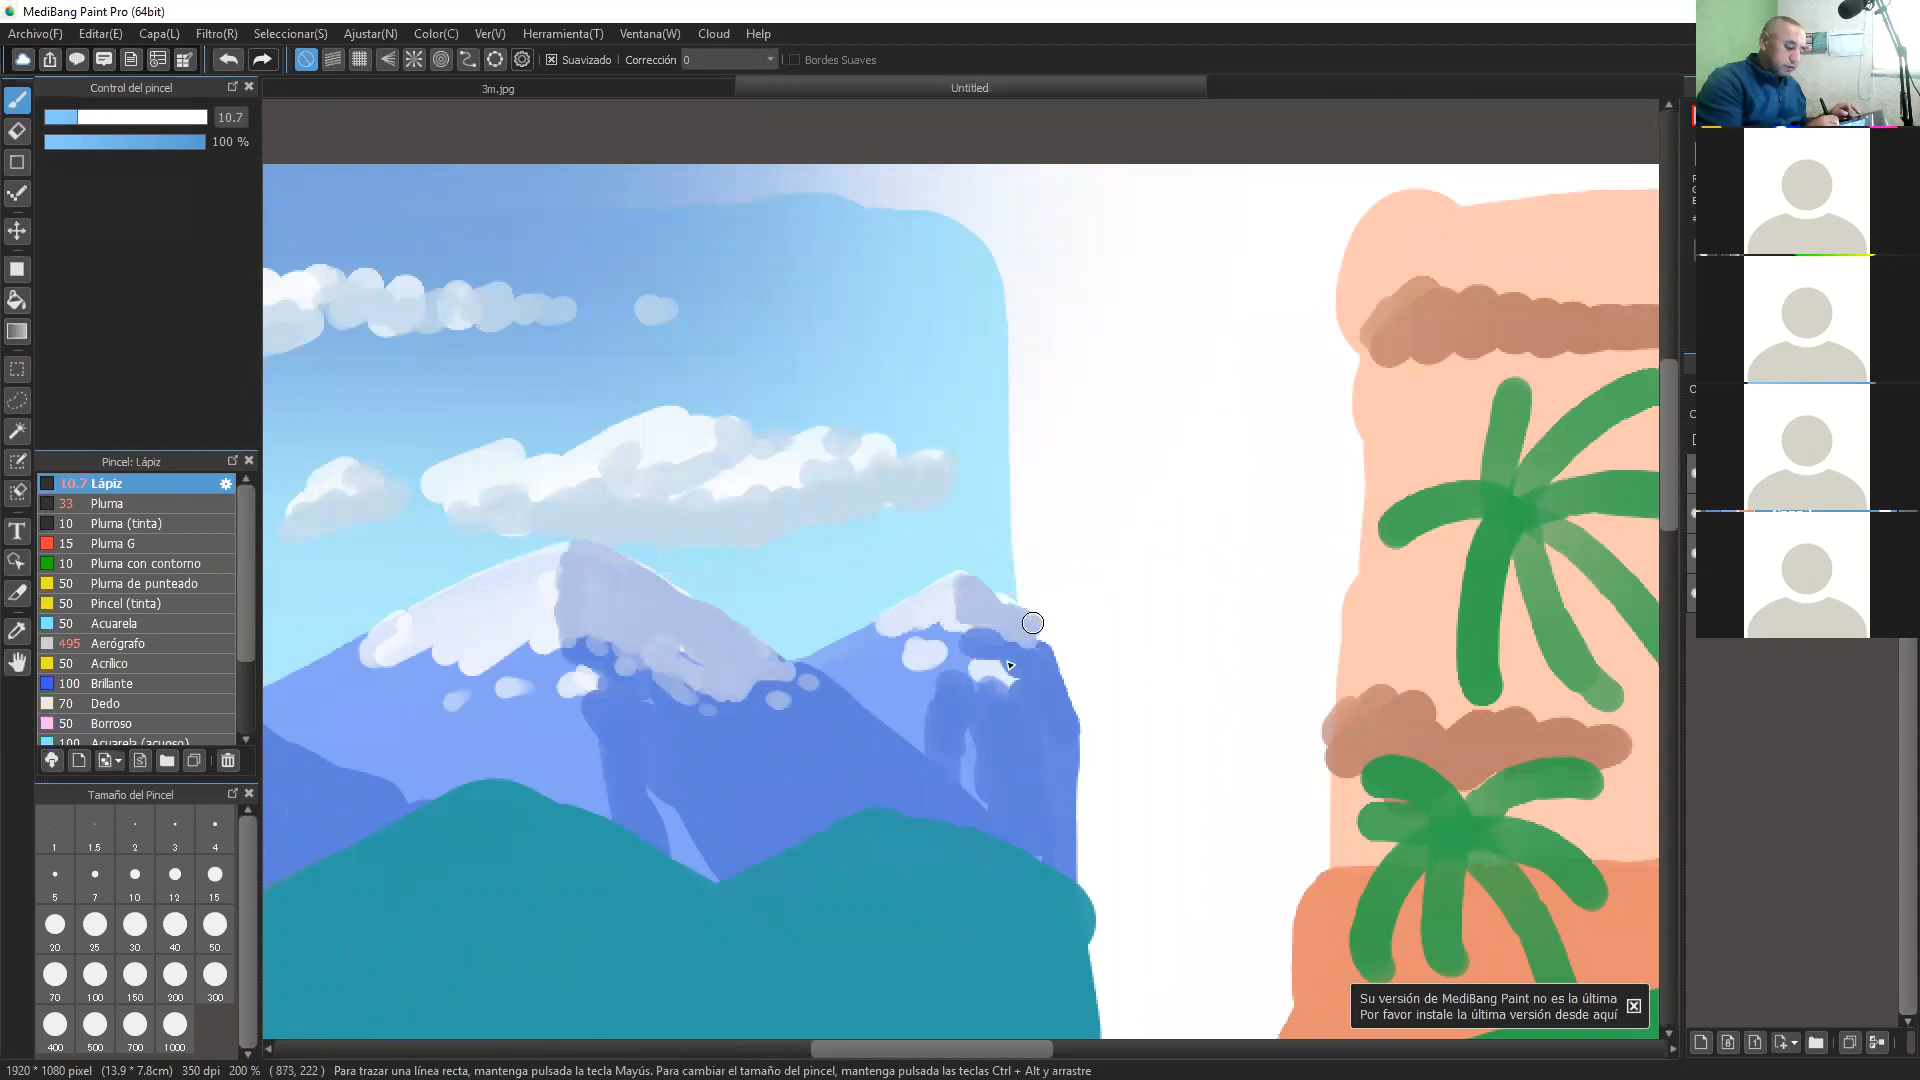 MediBang Paint Pro (64bit)
Archivo(F) Editar(E) Capa(L) Filtro(R) Seleccionar(S) Ajustar(N) Color(C) Ver(V) Herramienta(T) Ventana(W) Cloud Help
Suavizado Corrección 0 Bordes Suaves
Control del pincel
3m.jpg Untitled
10.7
100 %
Pincel: Lápiz
10.7 Lápiz
33 Pluma
10 Pluma (tinta)
15 Pluma G
10 Pluma con contorno
50 Pluma de punteado
50 Pincel (tinta)
50 Acuarela
495 Aerógrafo
50 Acrílico
100 Brillante
70 Dedo
50 Borroso
100 Acuarela (acuoso)
Tamaño del Pincel
1 1.5 2 3 4
5 7 10 12 15
20 25 30 40 50
70 100 150 200 300
400 500 700 1000
Su versión de MediBang Paint no es la última
Por favor instale la última versión desde aquí
1920 * 1080 pixel (13.9 * 7.8cm) 350 dpi 200 % ( 873, 222 ) Para trazar una línea recta, mantenga pulsada la tecla Mayús. Para cambiar el tamaño del pincel, mantenga pulsadas las teclas Ctrl + Alt y arrastre